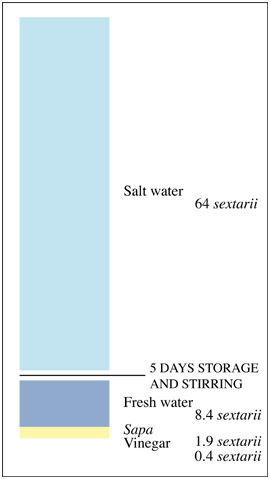 Salt water
64 sextarii
5 DAYS STORAGE
AND STIRRING
Fresh water
8.4 sextarii
Sapa
Vinegar
1.9 sextarii
0.4 sextarii